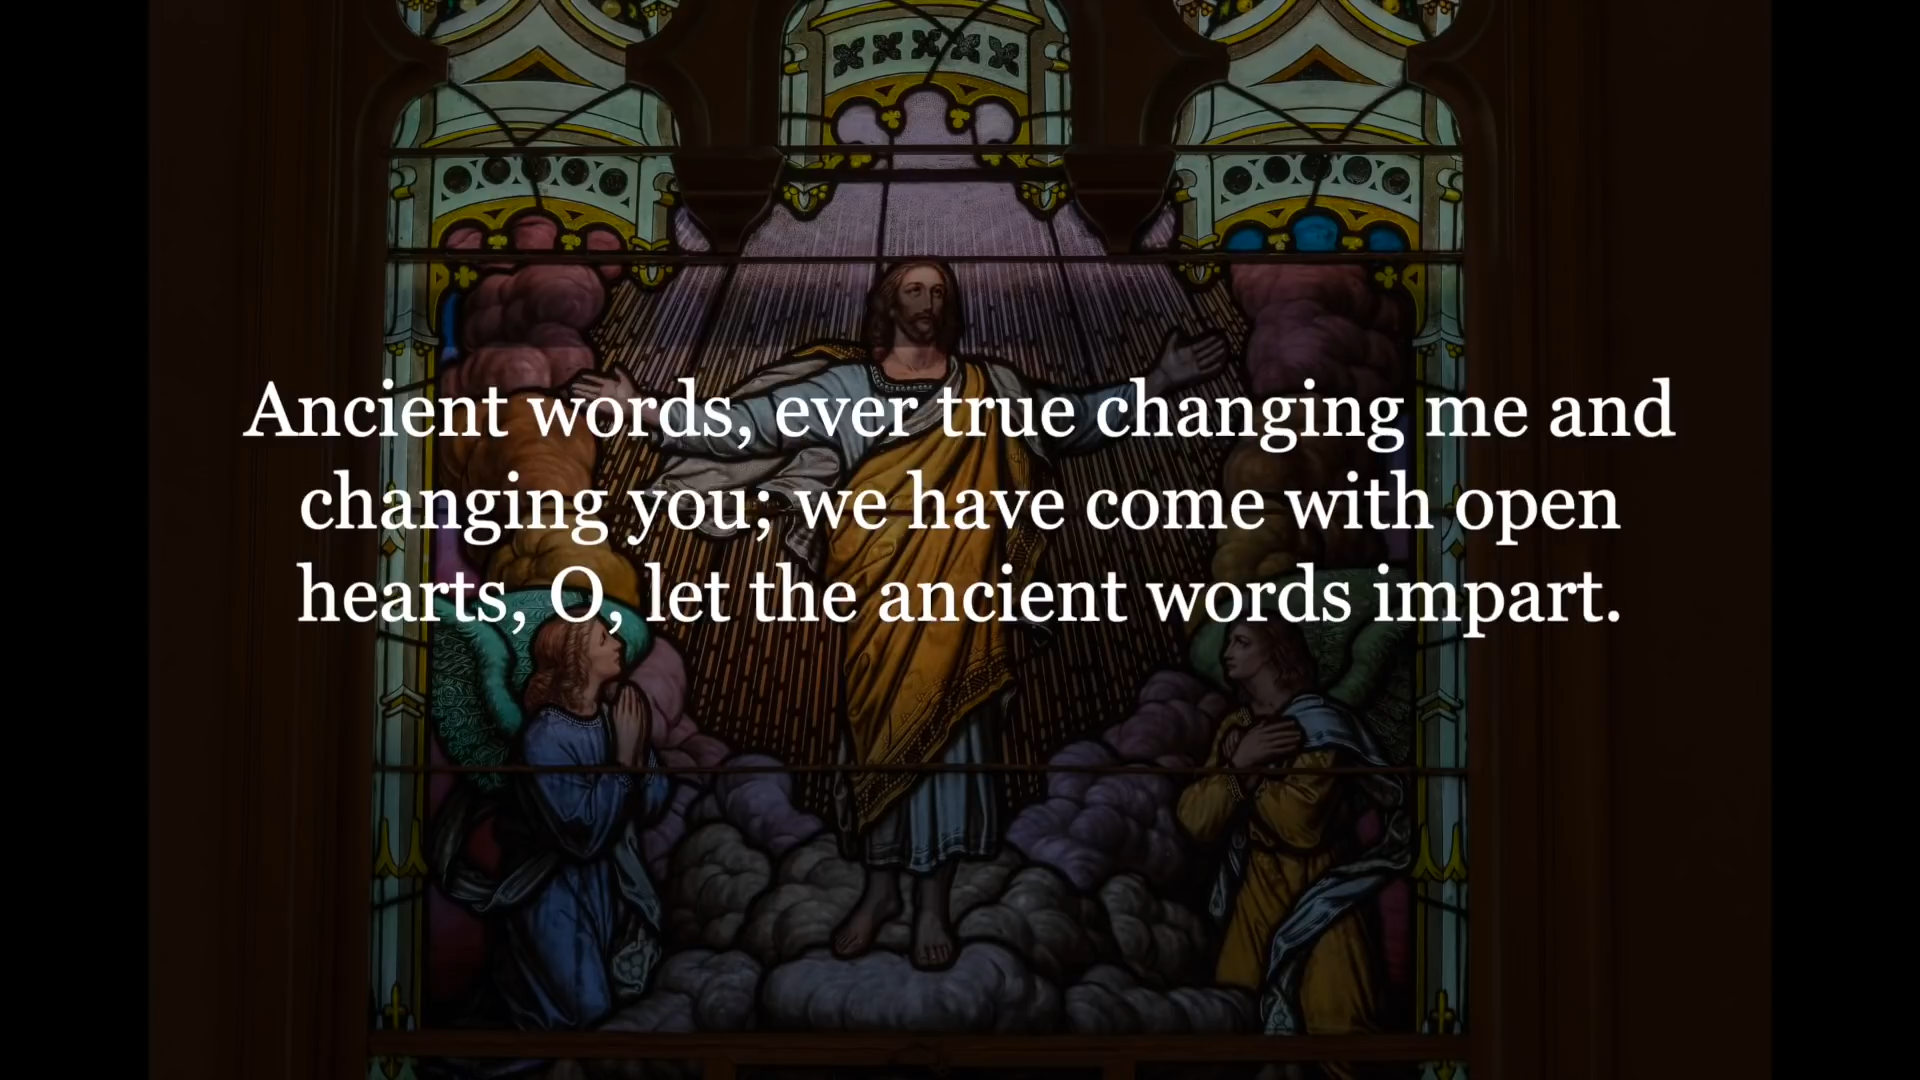 Ancient words, ever true changing me and
changing you; we have come with open
hearts, O, let the ancient words impart.